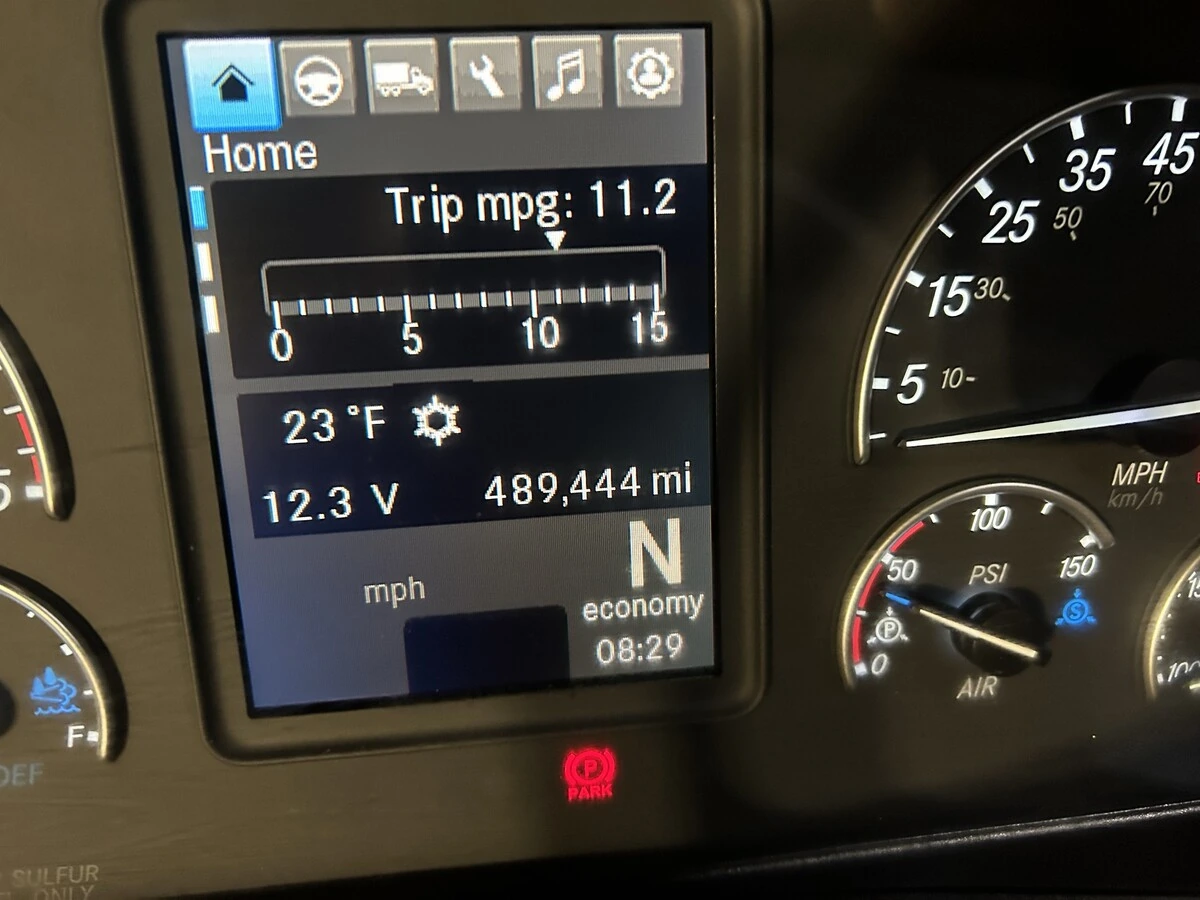 Home
Trip mpg: 11.2
0 5 10 15
23 °F
12.3 V 489,444 mi
N
mph
economy
08:29
P
PARK
5
F
DEF
SULFUR
ONLY
45
35
70
25 50
15 30
5 10
MPH
km/h
100
50 PSI 150
P S
0
AIR
100